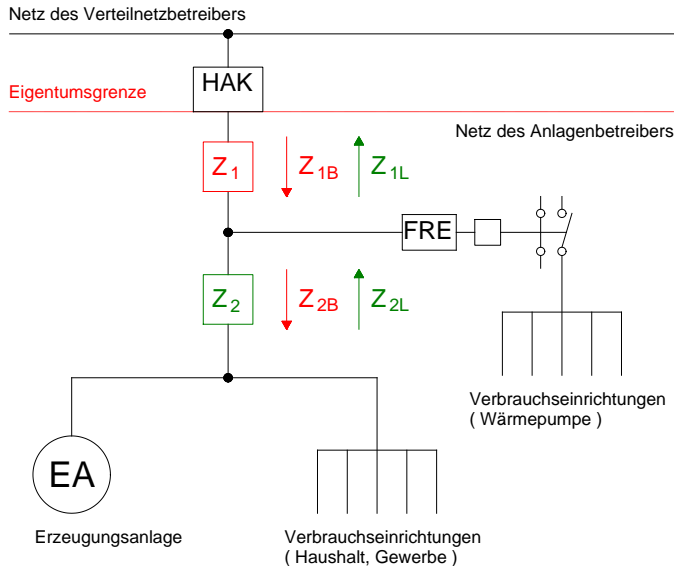 Netz des Verteilnetzbetreibers
HAK
Eigentumsgrenze
Netz des Anlagenbetreibers
Z1 Z1B Z1L
FRE
Z2 Z2B Z2L
Verbrauchseinrichtungen
( Wärmepumpe )
EA
Erzeugungsanlage
Verbrauchseinrichtungen
( Haushalt, Gewerbe )